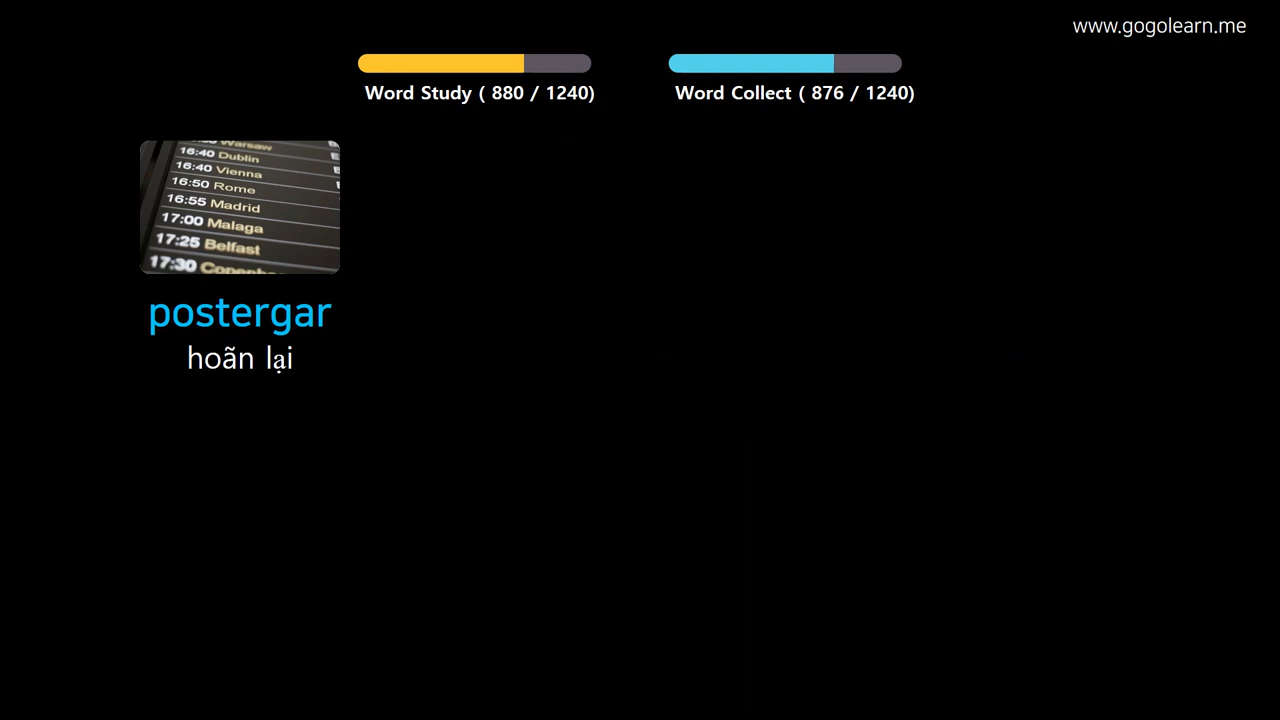 www.gogolearn.me
Word Study ( 880 / 1240)
Word Collect ( 876 / 1240)
Warsaw
16:40 Dublin
16:40 Vienna
16:50 Rome
16:55 Madrid
17:00 Malaga
17:25 Belfast
17:30
postergar
hoãn lại